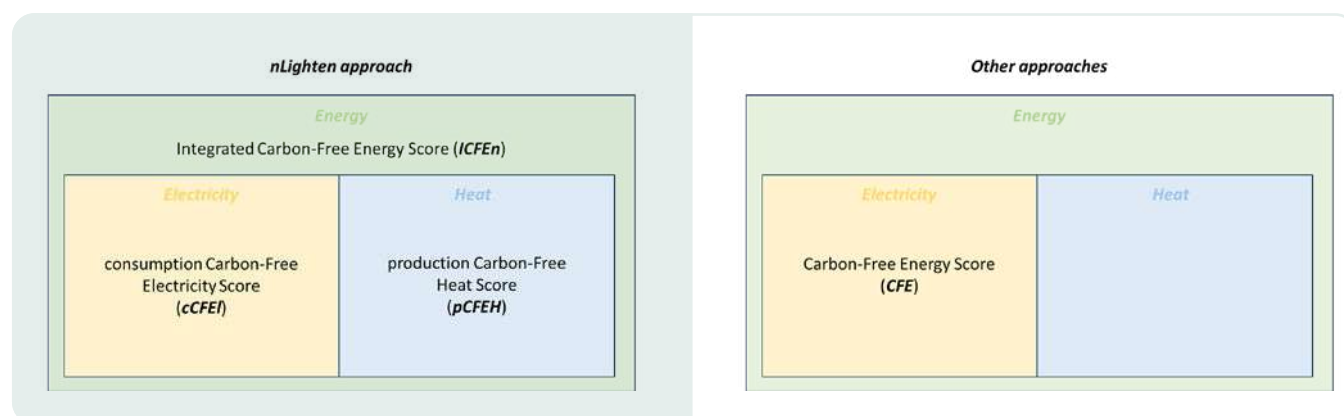 nLighten approach
Energy
Integrated Carbon-Free Energy Score (ICFEn)
Electricity
consumption Carbon-Free
Electricity Score
(cCFEl)
Heat
production Carbon-Free
Heat Score
(pCFEH)
Other approaches
Energy
Electricity
Carbon-Free Energy Score
(CFE)
Heat